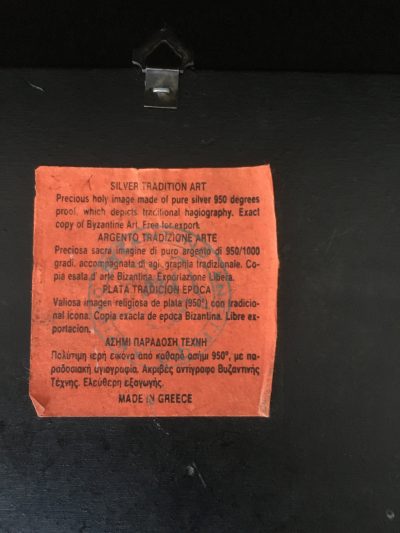 SILVER TRADITION ART
Precious holy image made of pure silver 950 degrees
proof, which depicts traditional hagiography. Exact
copy of Byzantine Art. Free for export.
ARGENTO TRADIZIONE ARTE
Preciosa sacra imagine di puro argento di 950/1000
gradi, accompagnata di agi graphia tradizionale. Co-
pia esata d'arte Bizantina. Exporiazione Libera.
PLATA TRADICION EPOCA
Valiosa imagen religiosa de plata (950°) con tradicio-
nal icona. Copia exacta de epoca Bizantina. Libre ex-
portacion.
ΑΣΗΜΙ ΠΑΡΑΔΟΣΗ ΤΕΧΝΗ
Πολύτιμη ιερή εικόνα από καθαρό ασήμι 950°, με πα-
ραδοσιακή αγιογραφία. Ακριβές αντίγραφο Βυζαντινής
Τέχνης. Ελεύθερη εξαγωγής.
MADE IN GREECE